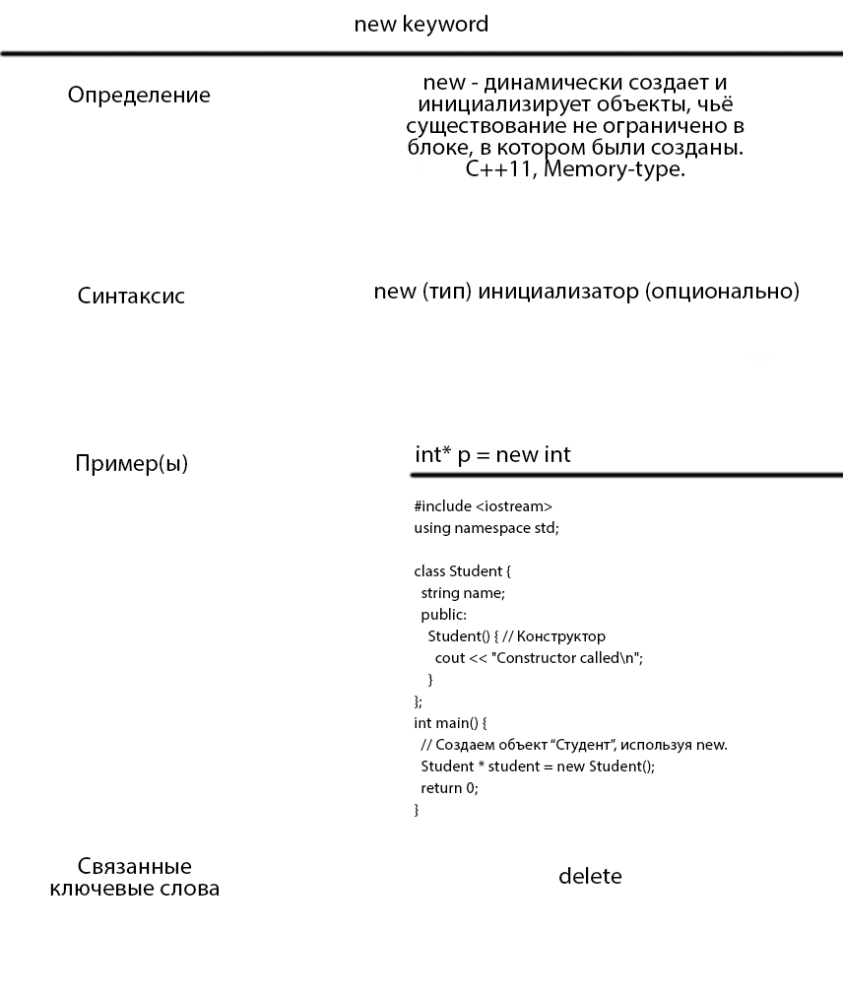 new keyword
Определение
new - динамически создает и
инициализирует объекты, чьё
существование не ограничено в
блоке, в котором были созданы.
C++11, Memory-type.
Синтаксис
new (тип) инициализатор (опционально)
Пример(ы)
int* p = new int
#include <iostream>
using namespace std;
class Student {
string name;
public:
Student() { // Конструктор
cout << "Constructor called\n";
}
};
int main() {
// Создаем объект “Студент”, используя new.
Student * student = new Student();
return 0;
}
Связанные
ключевые слова
delete